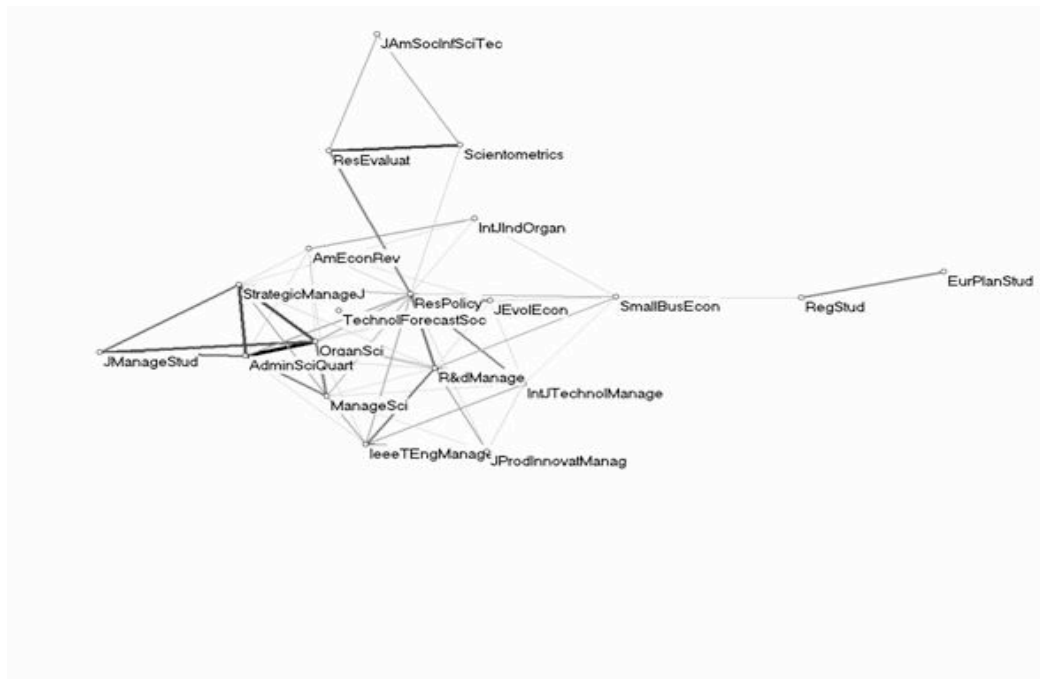 JAmSocInfSciTec
ResEvaluat
Scientometrics
IntJIndOrgan
AmEconRev
EurPlanStud
StrategicManageJ
ResPolicy
JEvolEcon
SmallBusEcon
RegStud
TechnolForecastSoc
OrganSci
JManageStud
AdminSciQuart
R&dManage
IntJTechnolManage
ManageSci
IeeeTEngManage
JProdInnovatManag